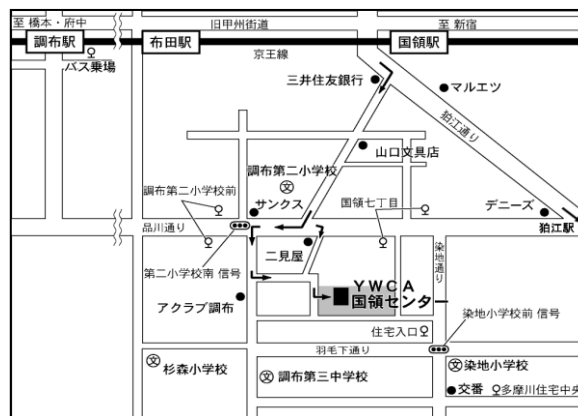 至 橋本・府中
旧甲州街道
至 新宿
調布駅
布田駅
国領駅
バス乗場
京王線
三井住友銀行
マルエツ
狛江通り
山口文具店
調布第二小学校
文
調布第二小学校前
サンクス
国領七丁目
デニーズ
品川通り
狛江駅
二見屋
染地通り
第二小学校南 信号
YWCA
国領センター
アクラブ調布
染地小学校前 信号
住宅入口
羽毛下通り
文
杉森小学校
文
調布第三中学校
文染地小学校
交番
多摩川住宅中央